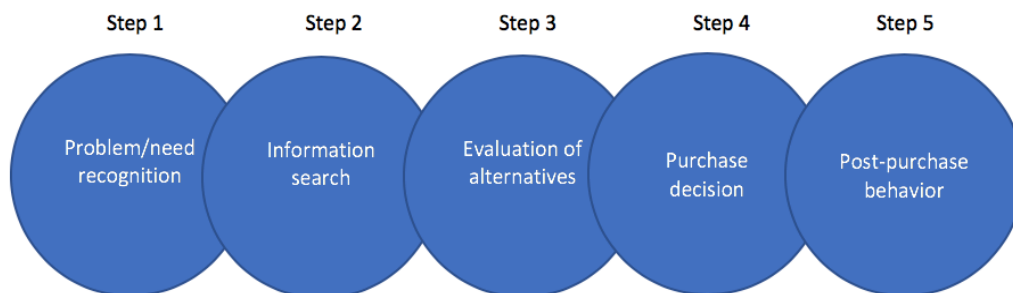 Step 1
Step 2
Step 3
Step 4
Step 5
Problem/need
recognition
Information
search
Evaluation of
alternatives
Purchase
decision
Post-purchase
behavior